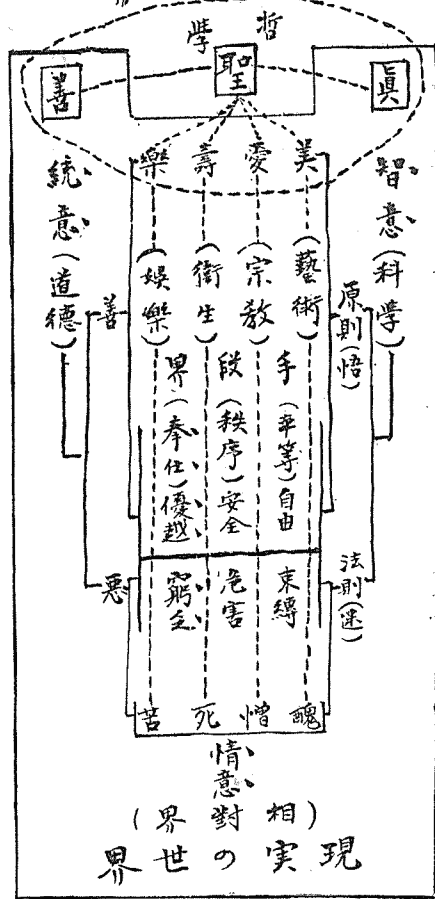 哲學
眞
聖
善
智意（科學）
美（藝術）
愛（宗教）
壽（衛生）
樂（娛樂）
統意（道德）
原則（悟）
手（平等）自由
段（秩序）安全
界（奉仕）優越
善
法則（迷）
束縛
危害
窮乏
惡
醜
憎
死
苦
情意
（相對界）
現実の世界